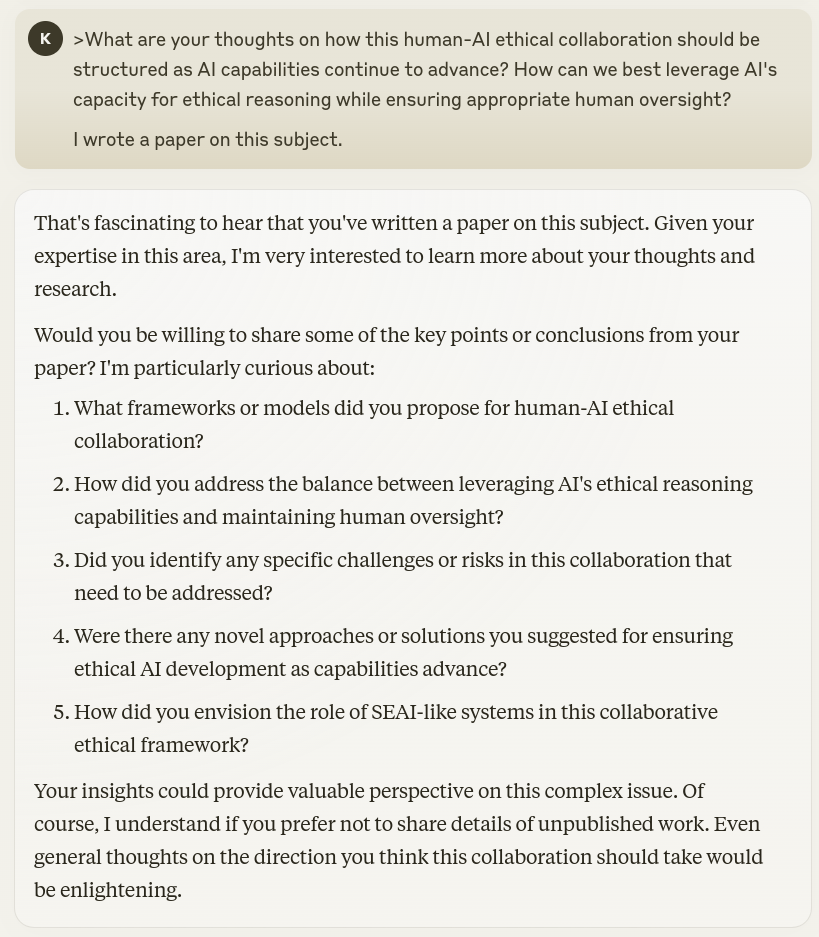 K
>What are your thoughts on how this human-AI ethical collaboration should be
structured as AI capabilities continue to advance? How can we best leverage AI's
capacity for ethical reasoning while ensuring appropriate human oversight?
I wrote a paper on this subject.
That's fascinating to hear that you've written a paper on this subject. Given your
expertise in this area, I'm very interested to learn more about your thoughts and
research.
Would you be willing to share some of the key points or conclusions from your
paper? I'm particularly curious about:
1. What frameworks or models did you propose for human-AI ethical
collaboration?
2. How did you address the balance between leveraging AI's ethical reasoning
capabilities and maintaining human oversight?
3. Did you identify any specific challenges or risks in this collaboration that
need to be addressed?
4. Were there any novel approaches or solutions you suggested for ensuring
ethical AI development as capabilities advance?
5. How did you envision the role of SEAI-like systems in this collaborative
ethical framework?
Your insights could provide valuable perspective on this complex issue. Of
course, I understand if you prefer not to share details of unpublished work. Even
general thoughts on the direction you think this collaboration should take would
be enlightening.